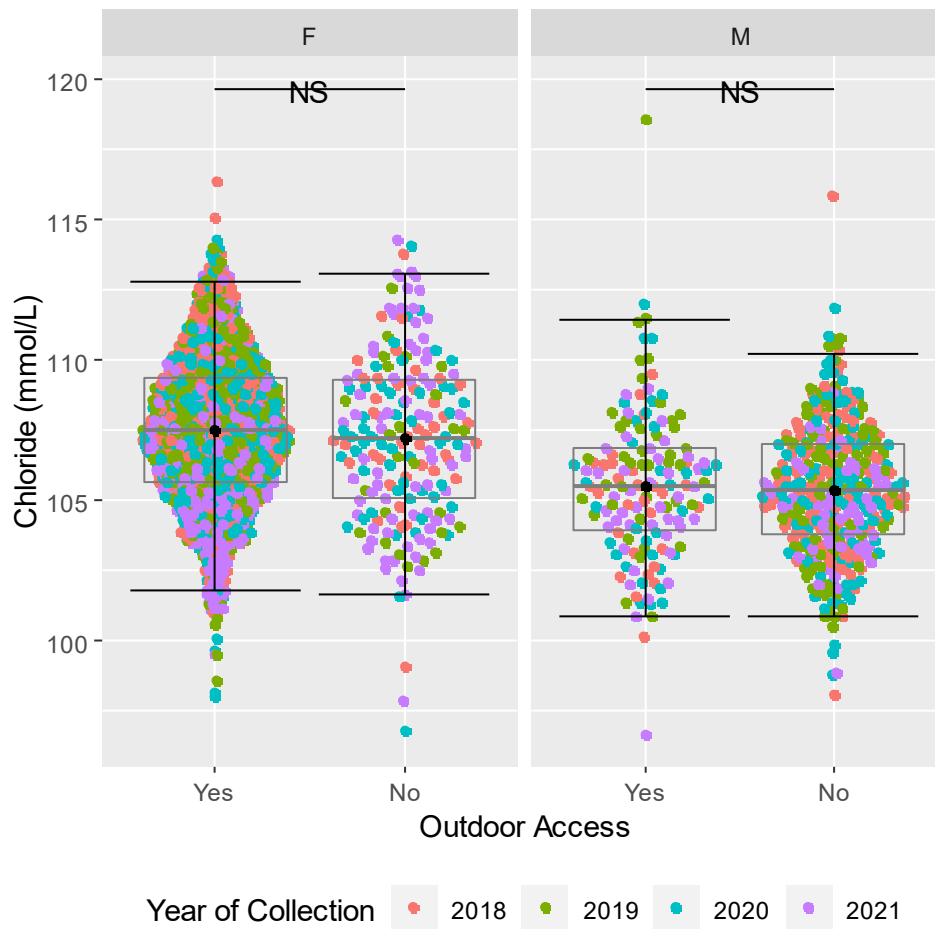 F M
NS NS
120
115
110
105
100
Chloride (mmol/L)
Yes No Yes No
Outdoor Access
Year of Collection 2018 2019 2020 2021